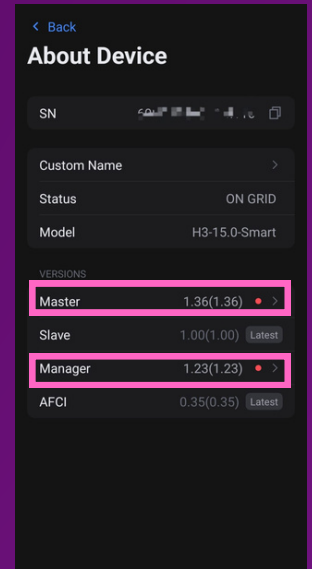 < Back
About Device
SN
Custom Name >
Status ON GRID
Model H3-15.0-Smart
VERSIONS
Master 1.36(1.36) >
Slave 1.00(1.00) Latest
Manager 1.23(1.23) >
AFCI 0.35(0.35) Latest